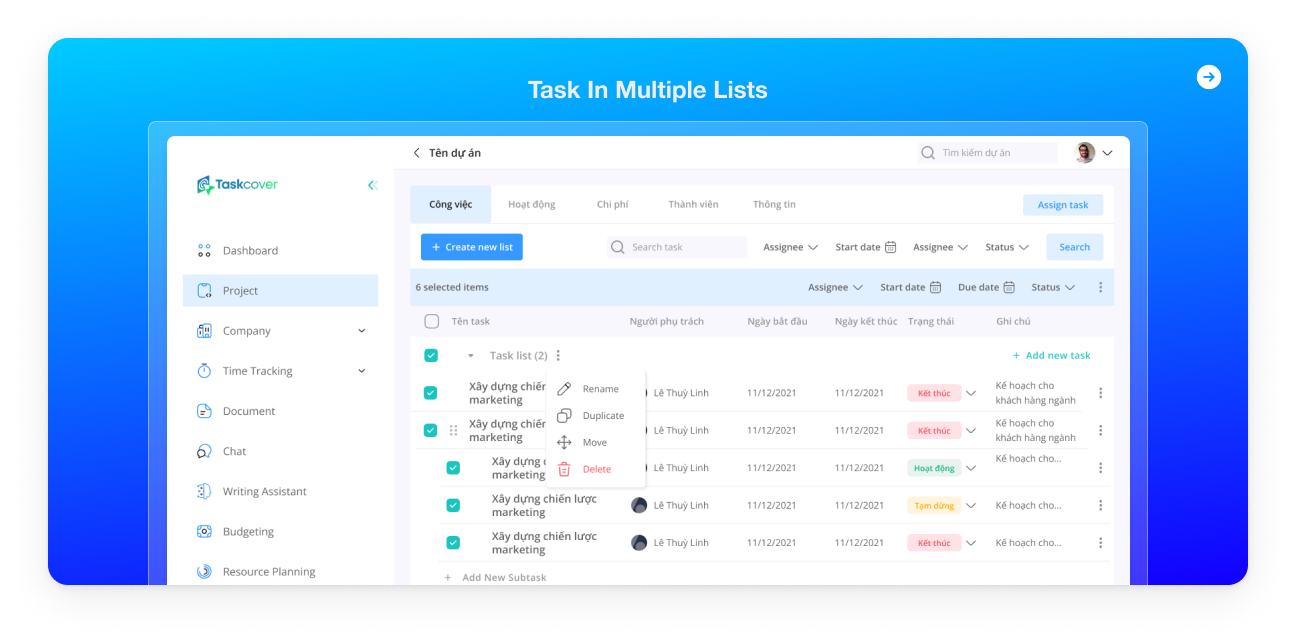 Task In Multiple Lists
Tên dự án
Tìm kiếm dự án
Taskcover
Công việc
Hoạt động
Chi phí
Thành viên
Thông tin
Assign task
+ Create new list
Search task
Assignee
Start date
Assignee
Status
Search
Dashboard
Project
Company
Time Tracking
Document
Chat
Writing Assistant
Budgeting
Resource Planning
6 selected items
Assignee
Start date
Due date
Status
Tên task
Người phụ trách
Ngày bắt đầu
Ngày kết thúc
Trạng thái
Ghi chú
Task list (2)
+ Add new task
Rename
Duplicate
Move
Delete
Xây dựng chiến
marketing
Lê Thuỳ Linh
11/12/2021
11/12/2021
Kết thúc
Kế hoạch cho
khách hàng ngành
Xây dựng chiến
marketing
Lê Thuỳ Linh
11/12/2021
11/12/2021
Kết thúc
Kế hoạch cho
khách hàng ngành
Xây dựng
marketing
Lê Thuỳ Linh
11/12/2021
11/12/2021
Hoạt động
Kế hoạch cho...
Xây dựng chiến lược
marketing
Lê Thuỳ Linh
11/12/2021
11/12/2021
Tạm dừng
Kế hoạch cho...
Xây dựng chiến lược
marketing
Lê Thuỳ Linh
11/12/2021
11/12/2021
Kết thúc
Kế hoạch cho...
+ Add New Subtask